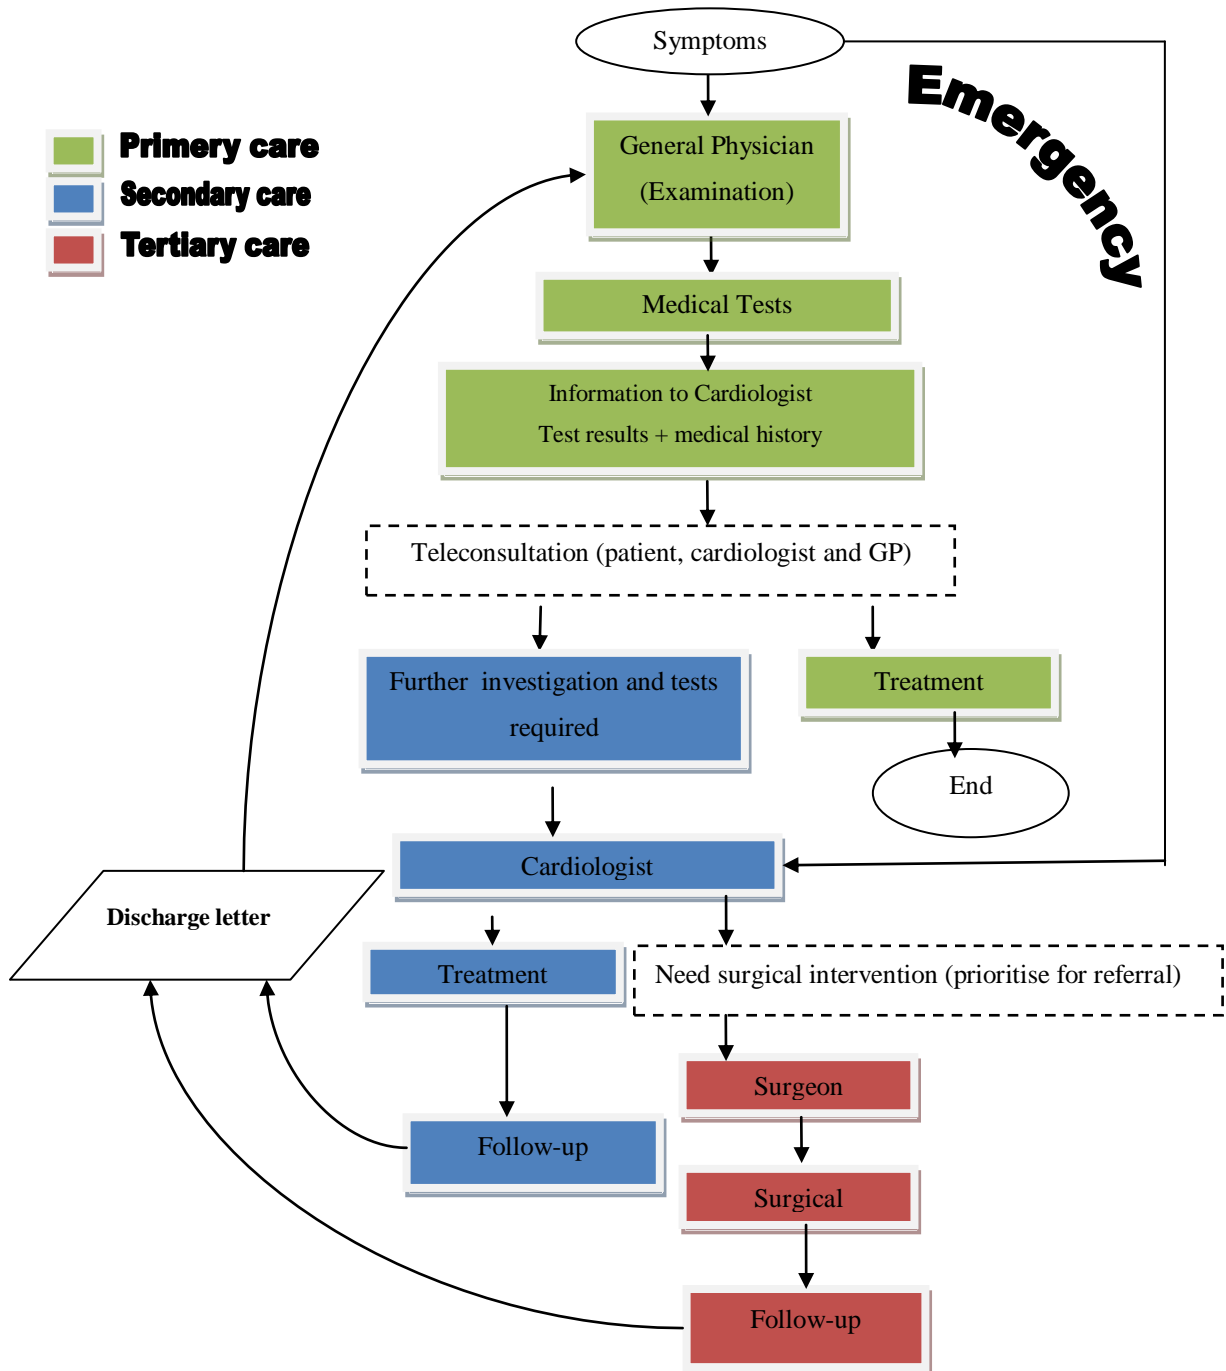 Symptoms
Emergency
Primery care
Secondary care
Tertiary care
General Physician
(Examination)
Medical Tests
Information to Cardiologist
Test results + medical history
Teleconsultation (patient, cardiologist and GP)
Further investigation and tests
required
Treatment
End
Cardiologist
Discharge letter
Treatment
Need surgical intervention (prioritise for referral)
Surgeon
Follow-up
Surgical
Follow-up